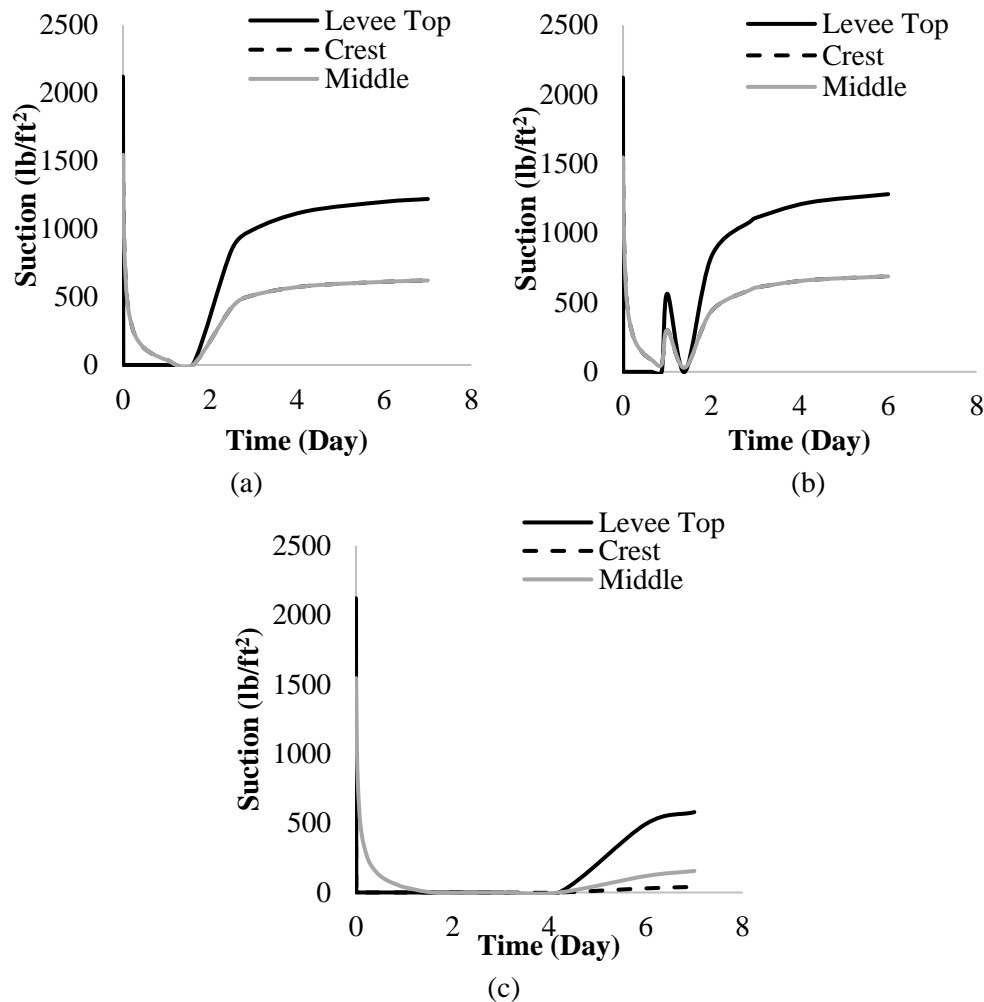 2500
2000
1500
1000
500
0
Suction (lb/ft²)
Levee Top
Crest
Middle
0 2 4 6 8
Time (Day)
(a)
2500
2000
1500
1000
500
0
Suction (lb/ft²)
Levee Top
Crest
Middle
0 2 4 6 8
Time (Day)
(b)
2500
2000
1500
1000
500
0
Suction (lb/ft²)
Levee Top
Crest
Middle
0 2 4 6 8
Time (Day)
(c)